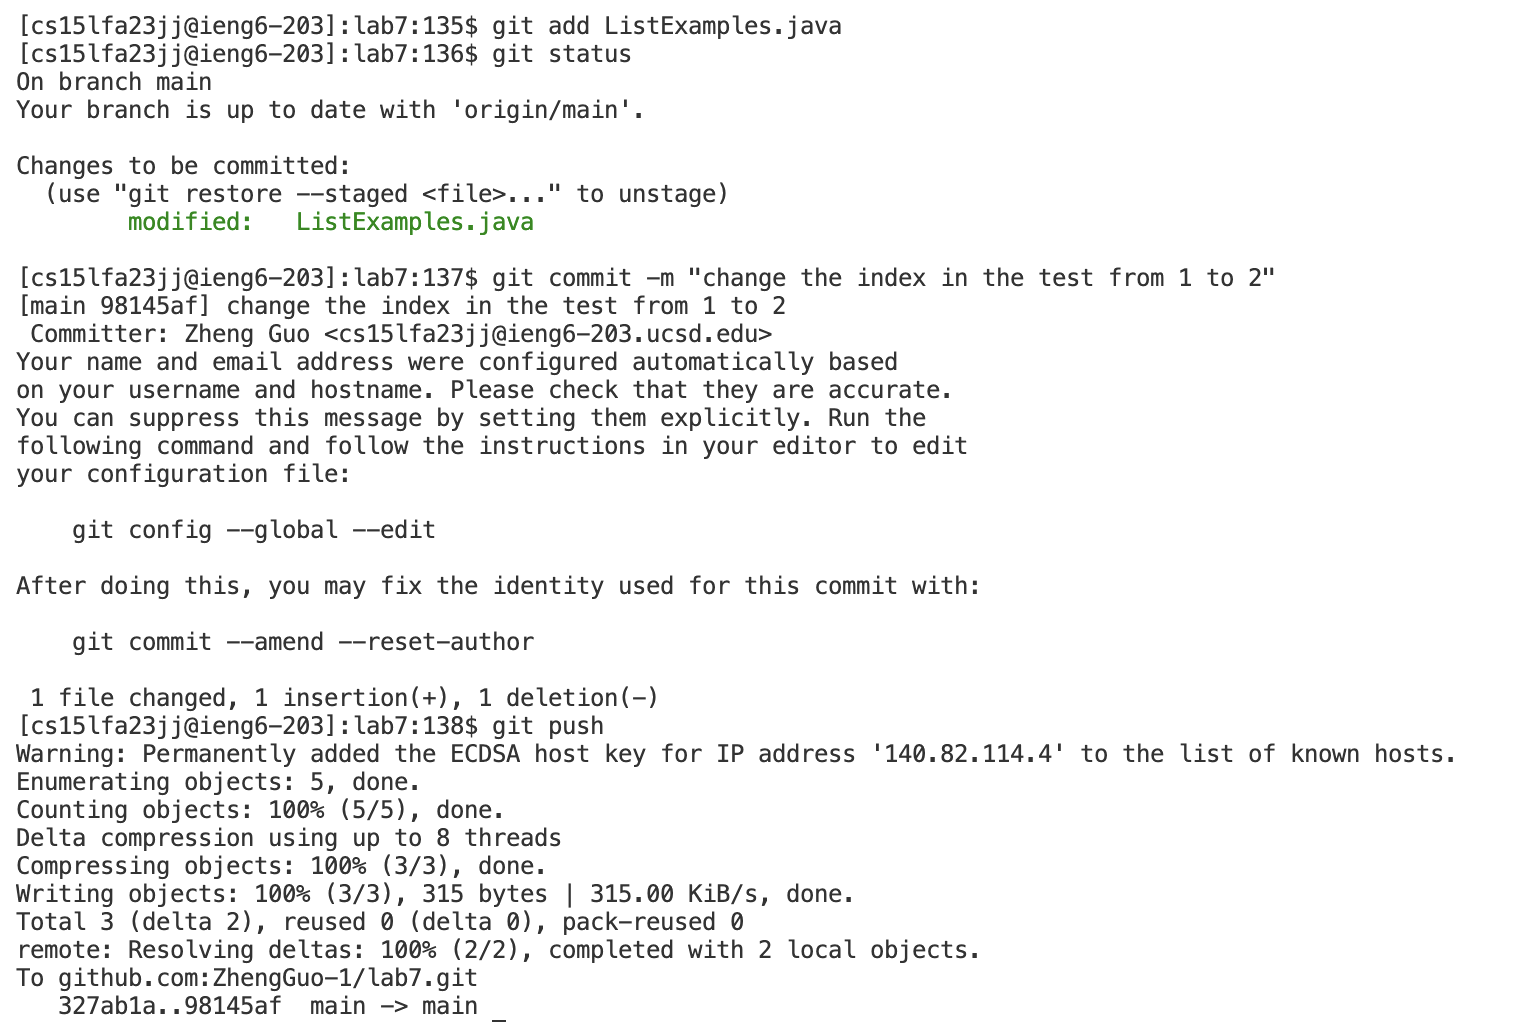 [cs15lfa23jj@ieng6-203]:lab7:135$ git add ListExamples.java
[cs15lfa23jj@ieng6-203]:lab7:136$ git status
On branch main
Your branch is up to date with 'origin/main'.

Changes to be committed:
  (use "git restore --staged <file>..." to unstage)
        modified:   ListExamples.java

[cs15lfa23jj@ieng6-203]:lab7:137$ git commit -m "change the index in the test from 1 to 2"
[main 98145af] change the index in the test from 1 to 2
 Committer: Zheng Guo <cs15lfa23jj@ieng6-203.ucsd.edu>
Your name and email address were configured automatically based
on your username and hostname. Please check that they are accurate.
You can suppress this message by setting them explicitly. Run the
following command and follow the instructions in your editor to edit
your configuration file:

    git config --global --edit

After doing this, you may fix the identity used for this commit with:

    git commit --amend --reset-author

 1 file changed, 1 insertion(+), 1 deletion(-)
[cs15lfa23jj@ieng6-203]:lab7:138$ git push
Warning: Permanently added the ECDSA host key for IP address '140.82.114.4' to the list of known hosts.
Enumerating objects: 5, done.
Counting objects: 100% (5/5), done.
Delta compression using up to 8 threads
Compressing objects: 100% (3/3), done.
Writing objects: 100% (3/3), 315 bytes | 315.00 KiB/s, done.
Total 3 (delta 2), reused 0 (delta 0), pack-reused 0
remote: Resolving deltas: 100% (2/2), completed with 2 local objects.
To github.com:ZhengGuo-1/lab7.git
   327ab1a..98145af  main -> main